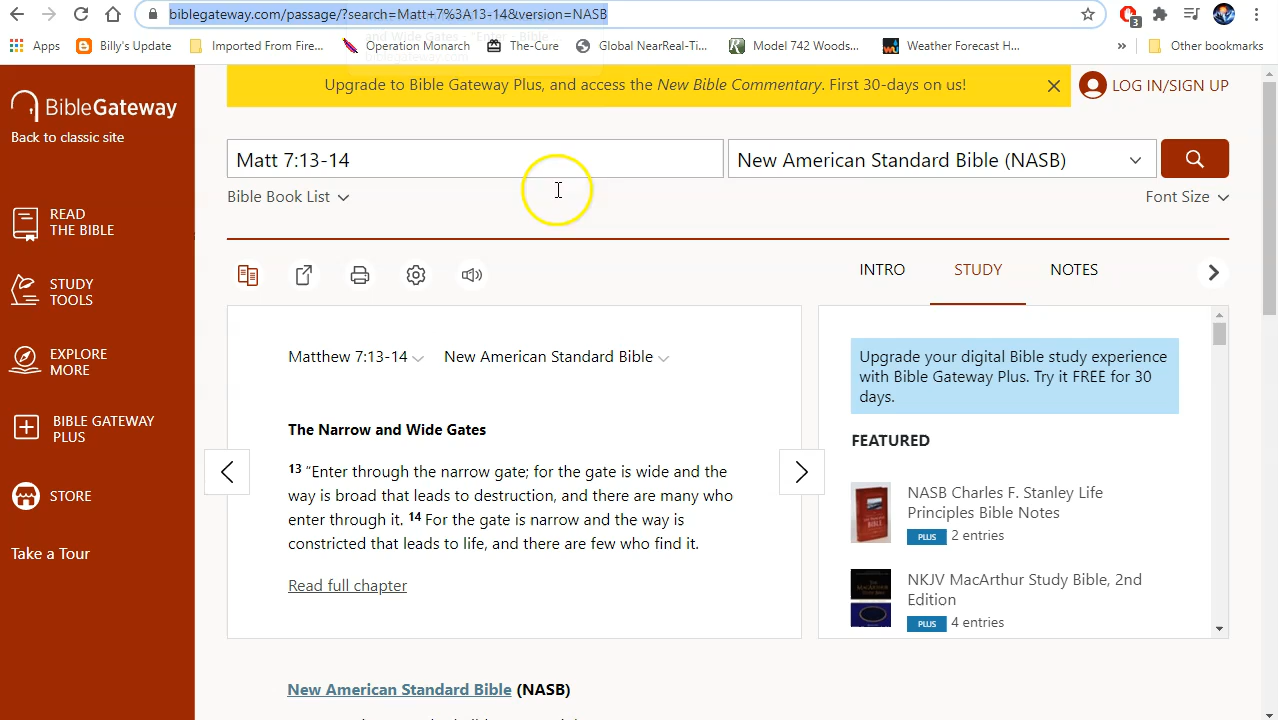 biblegateway.com/passage/?search=Matt+7%3A13-14&version=NASB
3
Apps
Billy's Update
Imported From Fire...
Operation Monarch
The-Cure
Global NearReal-Ti...
Model 742 Woods...
Weather Forecast H...
»
Other bookmarks
BibleGateway
Back to classic site
READ
THE BIBLE
STUDY
TOOLS
EXPLORE
MORE
BIBLE GATEWAY
PLUS
STORE
Take a Tour
Upgrade to Bible Gateway Plus, and access the New Bible Commentary. First 30-days on us!
LOG IN/SIGN UP
Matt 7:13-14
New American Standard Bible (NASB)
Bible Book List
Font Size
INTRO
STUDY
NOTES
Matthew 7:13-14
New American Standard Bible
The Narrow and Wide Gates
13 “Enter through the narrow gate; for the gate is wide and the
way is broad that leads to destruction, and there are many who
enter through it. 14 For the gate is narrow and the way is
constricted that leads to life, and there are few who find it.
Read full chapter
Upgrade your digital Bible study experience
with Bible Gateway Plus. Try it FREE for 30
days.
FEATURED
NASB Charles F. Stanley Life
Principles Bible Notes
PLUS 2 entries
NKJV MacArthur Study Bible, 2nd
Edition
PLUS 4 entries
New American Standard Bible (NASB)